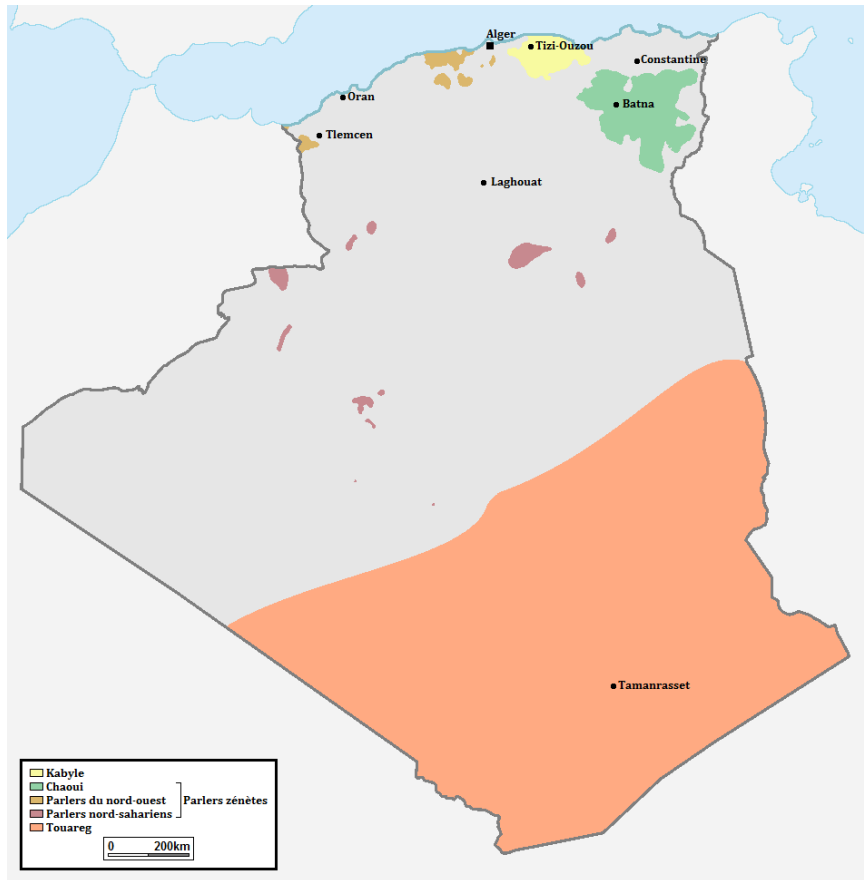 Alger
Tizi-Ouzou
Constantine
Oran
Batna
Tlemcen
Laghouat
Tamanrasset
Kabyle
Chaoui
Parlers du nord-ouest
Parlers zénètes
Parlers nord-sahariens
Touareg
0 200km